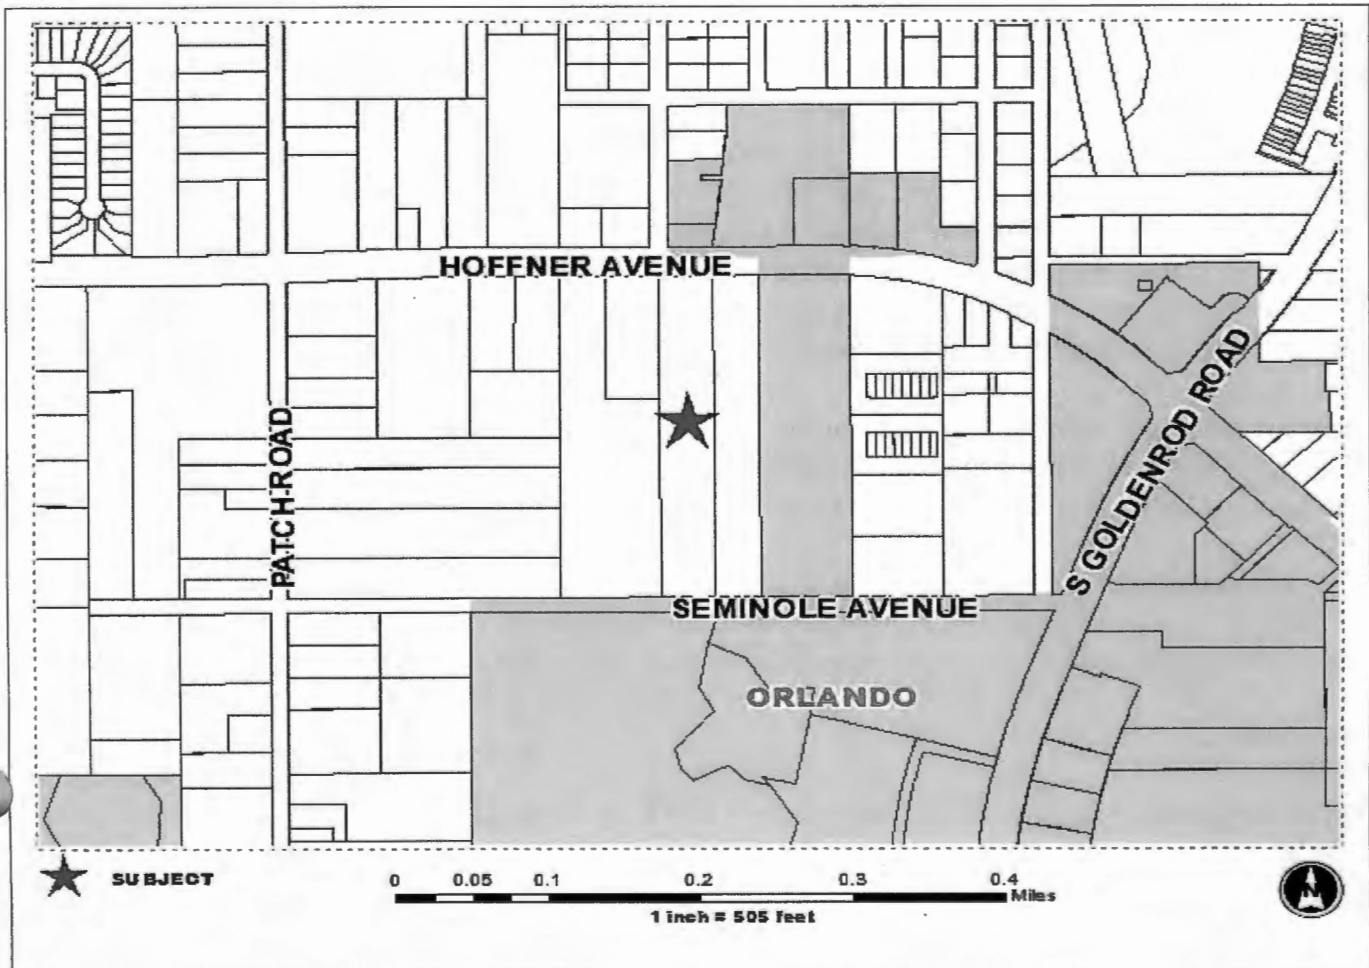 HOFFNER AVENUE
PATCH ROAD
S GOLDENROD ROAD
SEMINOLE AVENUE
ORLANDO
SUBJECT
0 0.05 0.1 0.2 0.3 0.4
Miles
1 inch = 505 feet
N